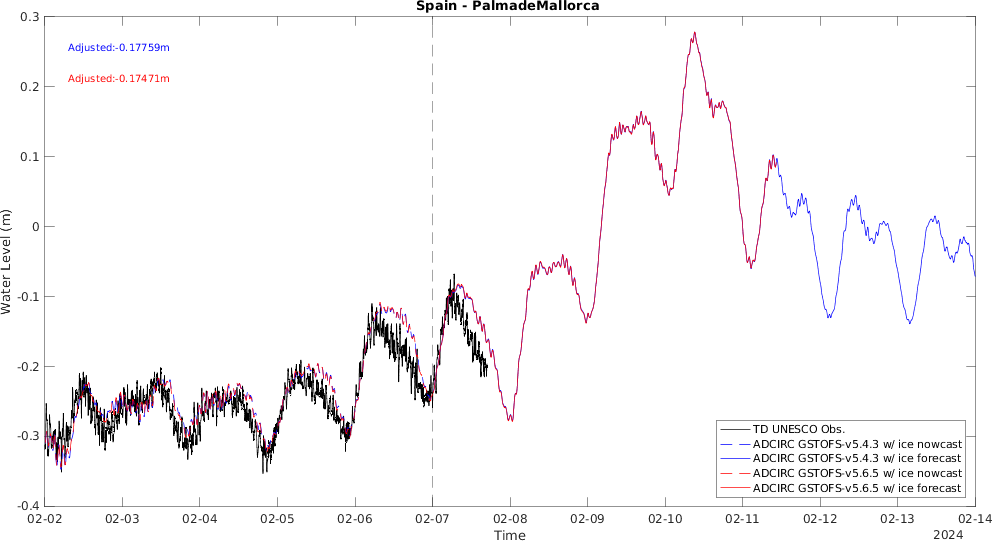 Spain - PalmadeMallorca
Adjusted:-0.17759m
Adjusted:-0.17471m
0.3
0.2
0.1
0
-0.1
-0.2
-0.3
-0.4
Water Level (m)
TD UNESCO Obs.
ADCIRC GSTOFS-v5.4.3 w/ ice nowcast
ADCIRC GSTOFS-v5.4.3 w/ ice forecast
ADCIRC GSTOFS-v5.6.5 w/ ice nowcast
ADCIRC GSTOFS-v5.6.5 w/ ice forecast
02-02 02-03 02-04 02-05 02-06 02-07 02-08 02-09 02-10 02-11 02-12 02-13 02-14
Time
2024